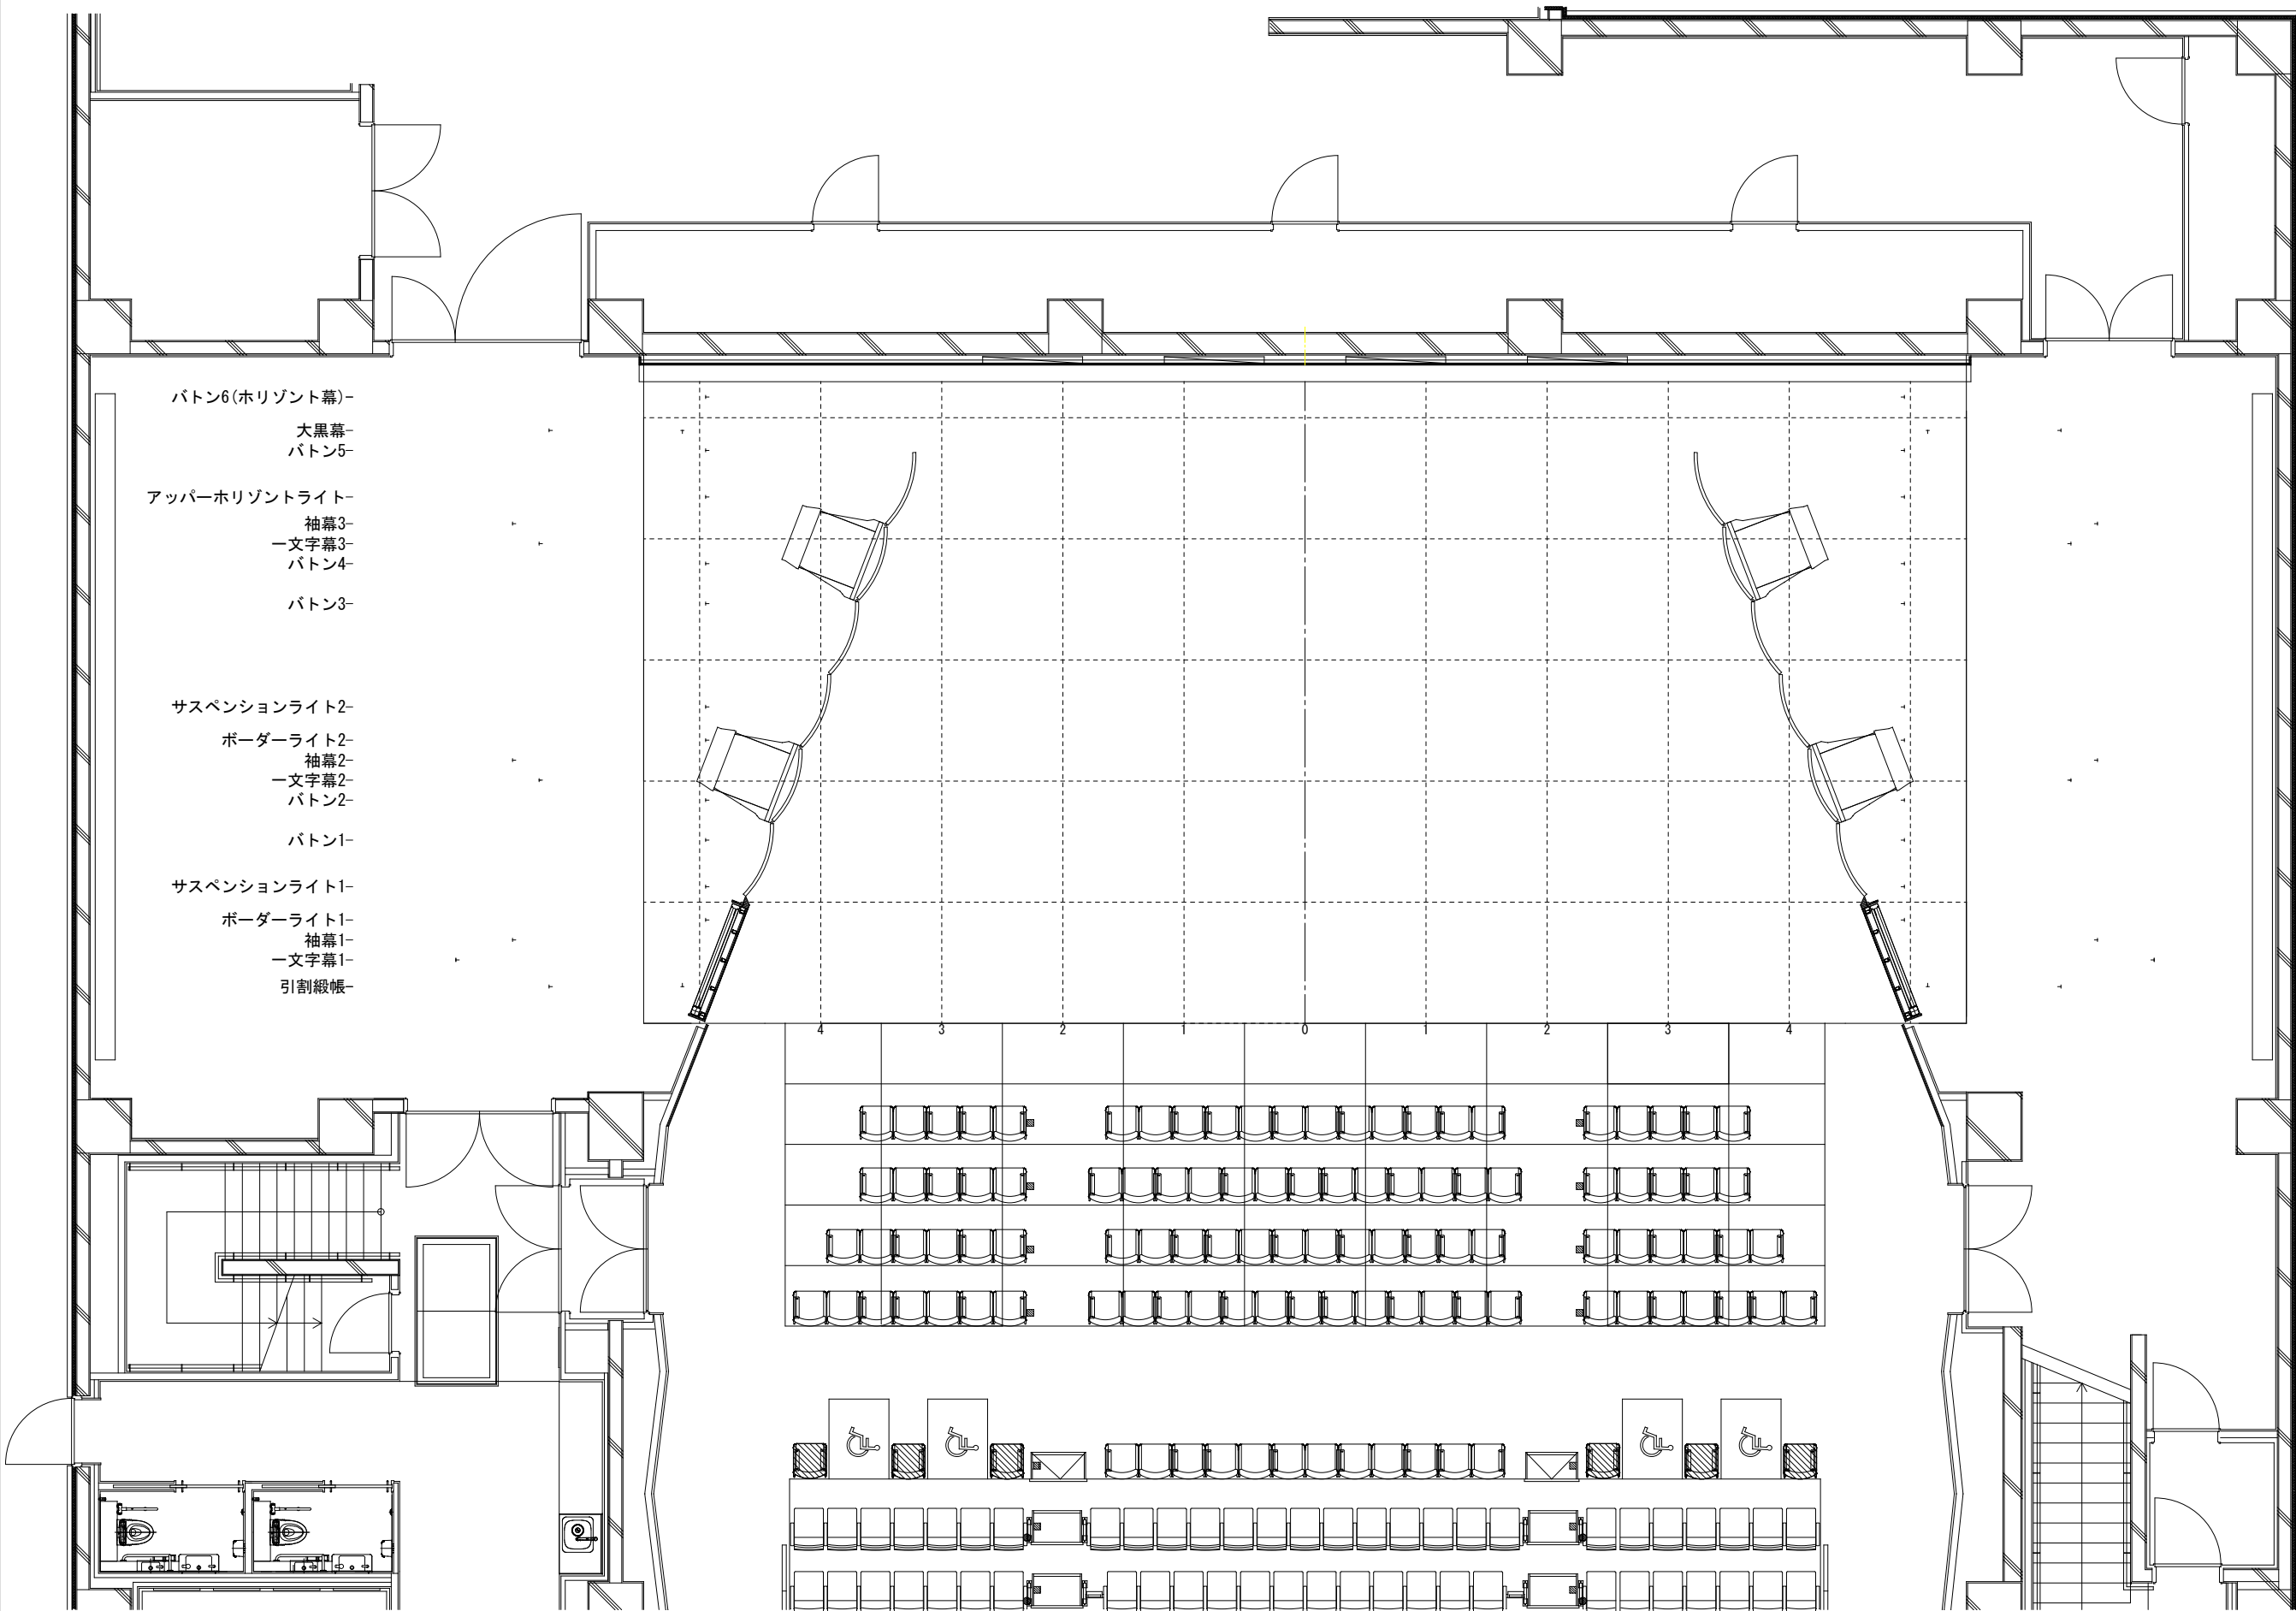 バトン6(ホリゾント幕)-
大黒幕-
バトン5-
アッパーホリゾントライト-
袖幕3-
一文字幕3-
バトン4-
バトン3-
サスペンションライト2-
ボーダーライト2-
袖幕2-
一文字幕2-
バトン2-
バトン1-
サスペンションライト1-
ボーダーライト1-
袖幕1-
一文字幕1-
引割緞帳-
4 3 2 1 0 1 2 3 4